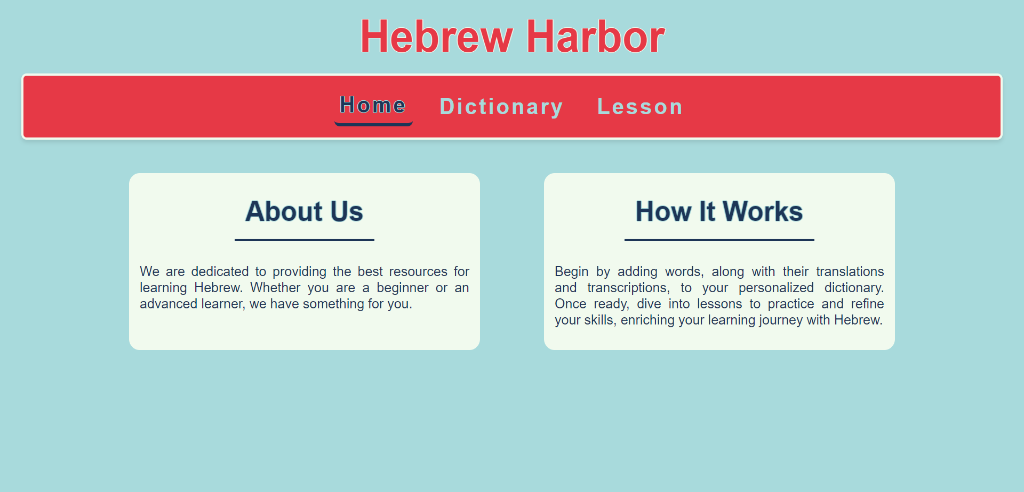 Hebrew Harbor
Home Dictionary Lesson
About Us
We are dedicated to providing the best resources for
learning Hebrew. Whether you are a beginner or an
advanced learner, we have something for you.
How It Works
Begin by adding words, along with their translations
and transcriptions, to your personalized dictionary.
Once ready, dive into lessons to practice and refine
your skills, enriching your learning journey with Hebrew.